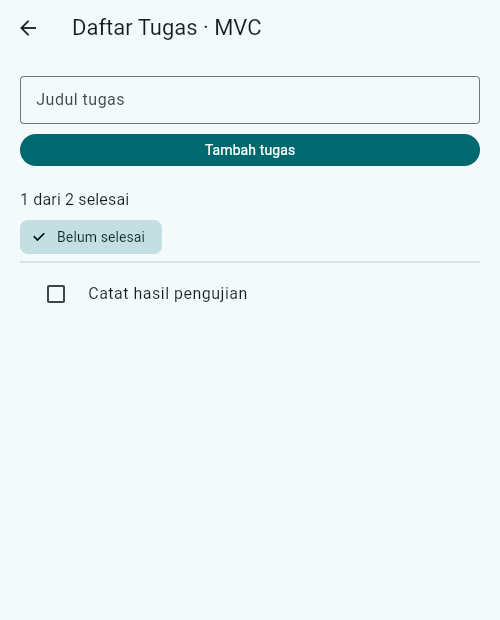 Daftar Tugas · MVC
Judul tugas
Tambah tugas
1 dari 2 selesai
Belum selesai
Catat hasil pengujian